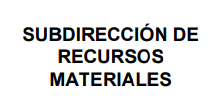 SUBDIRECCIÓN DE
RECURSOS
MATERIALES